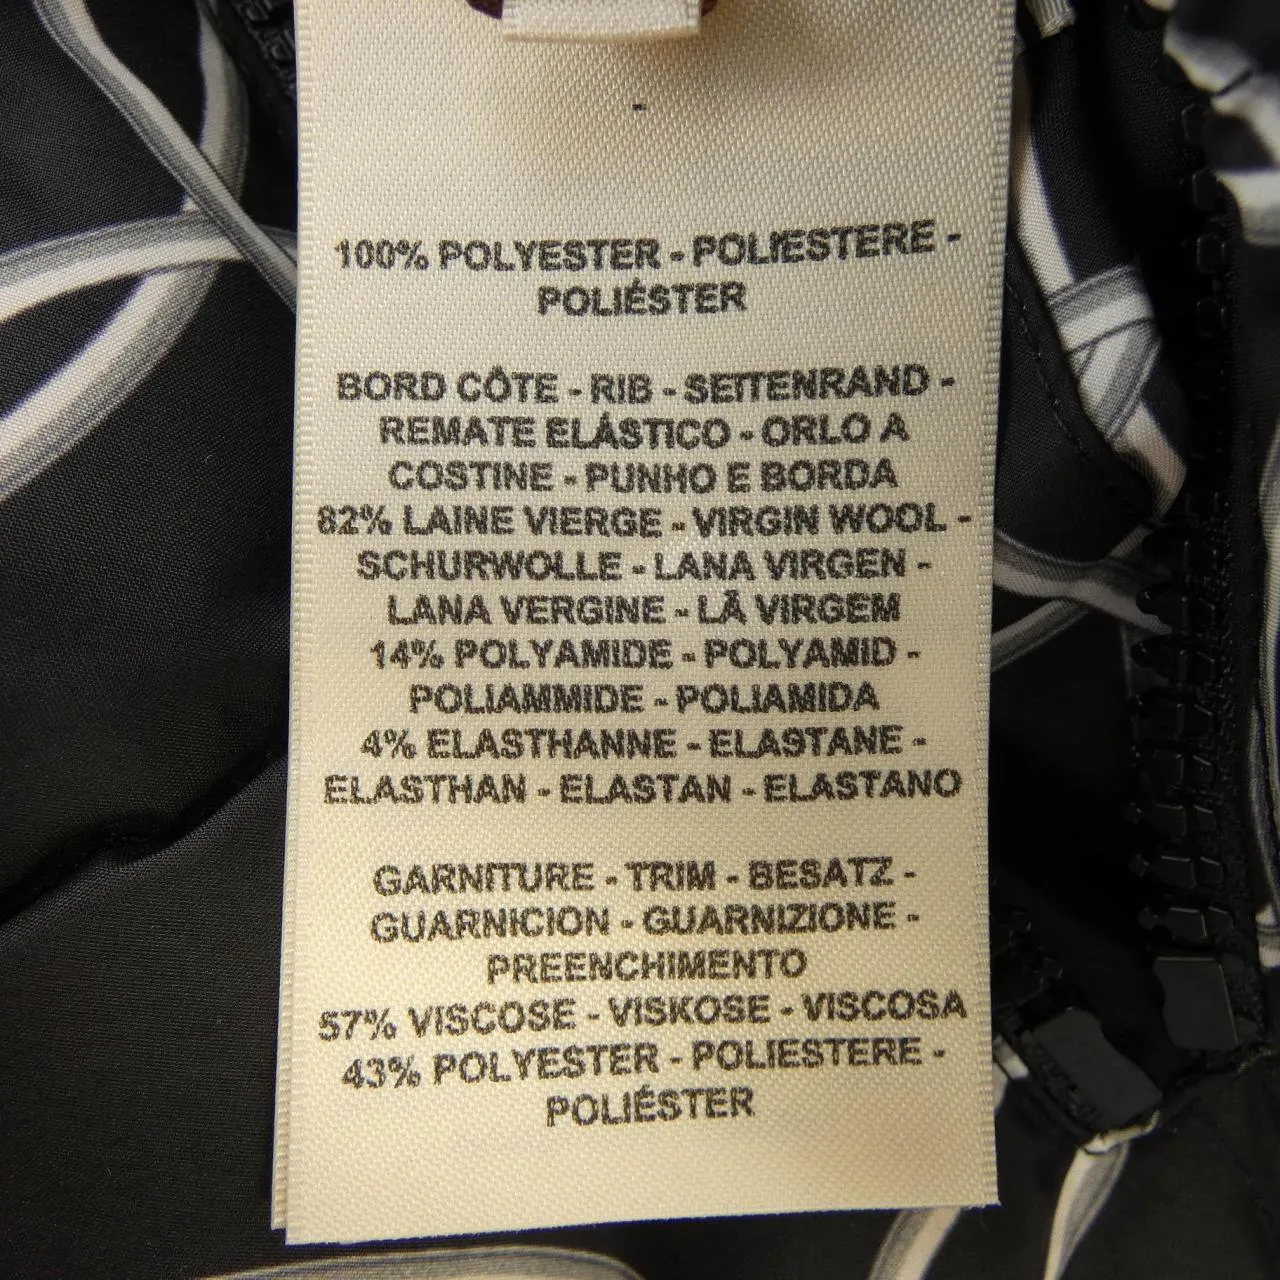 -
100% POLYESTER - POLIESTERE -
POLIÉSTER
BORD CÔTE - RIB - SEITENRAND -
REMATE ELÁSTICO - ORLO A
COSTINE - PUNHO E BORDA
82% LAINE VIERGE - VIRGIN WOOL -
SCHURWOLLE - LANA VIRGEN -
LANA VERGINE - LÃ VIRGEM
14% POLYAMIDE - POLYAMID -
POLIAMMIDE - POLIAMIDA
4% ELASTHANNE - ELASTANE -
ELASTHAN - ELASTAN - ELASTANO
GARNITURE - TRIM - BESATZ -
GUARNICION - GUARNIZIONE -
PREENCHIMENTO
57% VISCOSE - VISKOSE - VISCOSA
43% POLYESTER - POLIESTERE -
POLIÉSTER